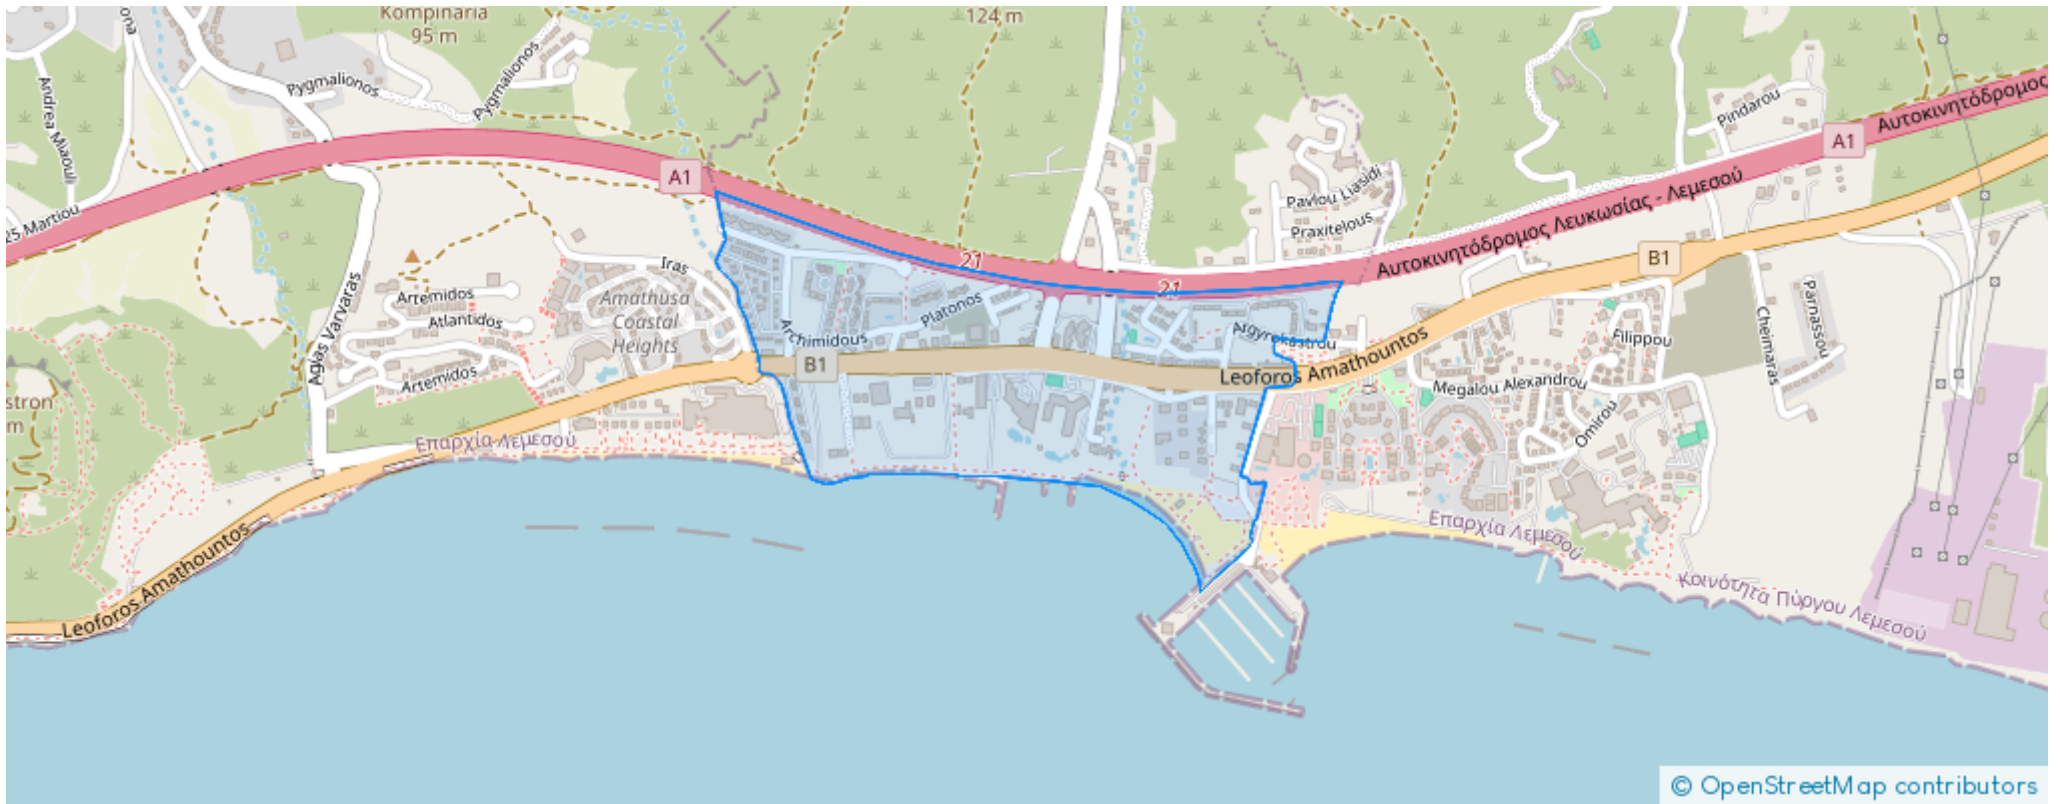 Kompinaria
95 m
124 m
ona
Pygmalionos
Pygmalionos
Andrea Miaouli
Pindarou
Αυτοκινητόδρομος
A1
A1
25 Martiou
Pavlou Liasidi
Praxitelous
Αυτοκινητόδρομος Λευκωσίας - Λεμεσού
21
21
B1
Iras
Artemidos
Atlantidos
Amathusa
Coastal
Heights
Agias Varvaras
Platonos
Archimidous
Argyrokastrou
Filippou
Parnassou
Cheimaras
B1
Leoforos Amathountos
Artemidos
Megalou Alexandrou
stron
m
Omirou
Επαρχία Λεμεσού
Επαρχία Λεμεσού
Leoforos Amathountos
Κοινότητα Πύργου Λεμεσού
© OpenStreetMap contributors